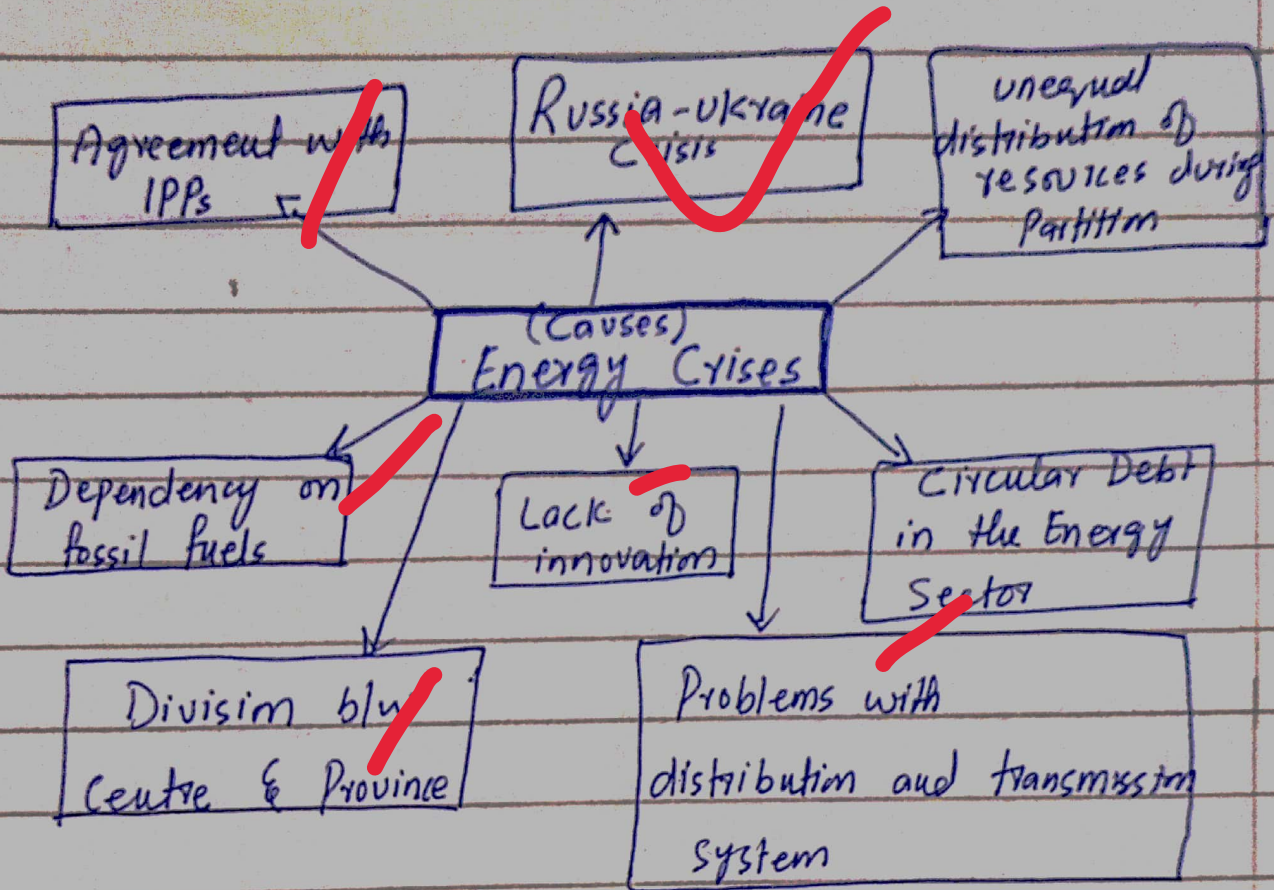 Agreement with
IPPs
Russia-Ukraine
Crisis
unequal
distribution of
resources during
Partition
(Causes)
Energy Crises
Dependency on
fossil fuels
Lack of
innovation
Circular Debt
in the Energy
Sector
Division b/w
Centre & Province
Problems with
distribution and transmission
system